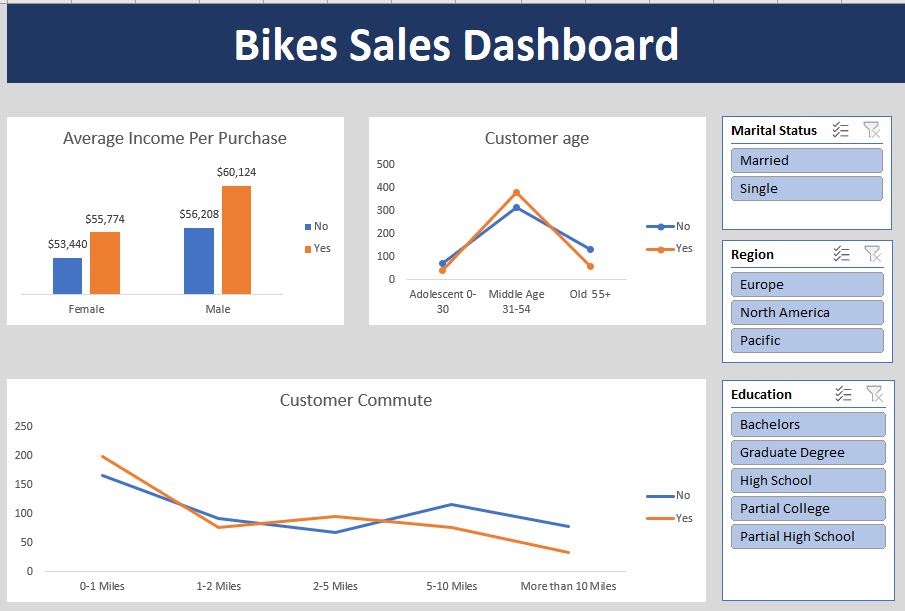 Bikes Sales Dashboard
Average Income Per Purchase
$53,440
$55,774
$56,208
$60,124
Female
Male
No
Yes
Customer age
500
400
300
200
100
0
Adolescent 0-
30
Middle Age
31-54
Old 55+
No
Yes
Marital Status
Married
Single
Region
Europe
North America
Pacific
Customer Commute
250
200
150
100
50
0
0-1 Miles
1-2 Miles
2-5 Miles
5-10 Miles
More than 10 Miles
No
Yes
Education
Bachelors
Graduate Degree
High School
Partial College
Partial High School